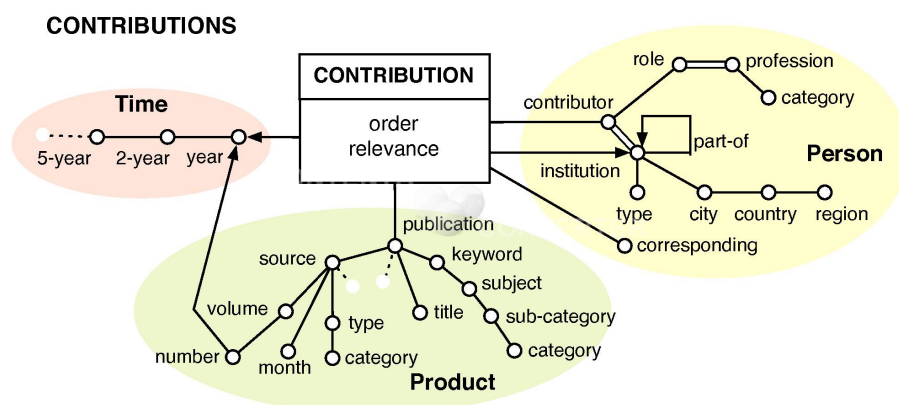 CONTRIBUTIONS
CONTRIBUTION
order
relevance
Time
5-year
2-year
year
role
profession
contributor
category
part-of
institution
Person
type
city
country
region
corresponding
publication
source
keyword
subject
volume
title
type
sub-category
number
month
category
category
Product